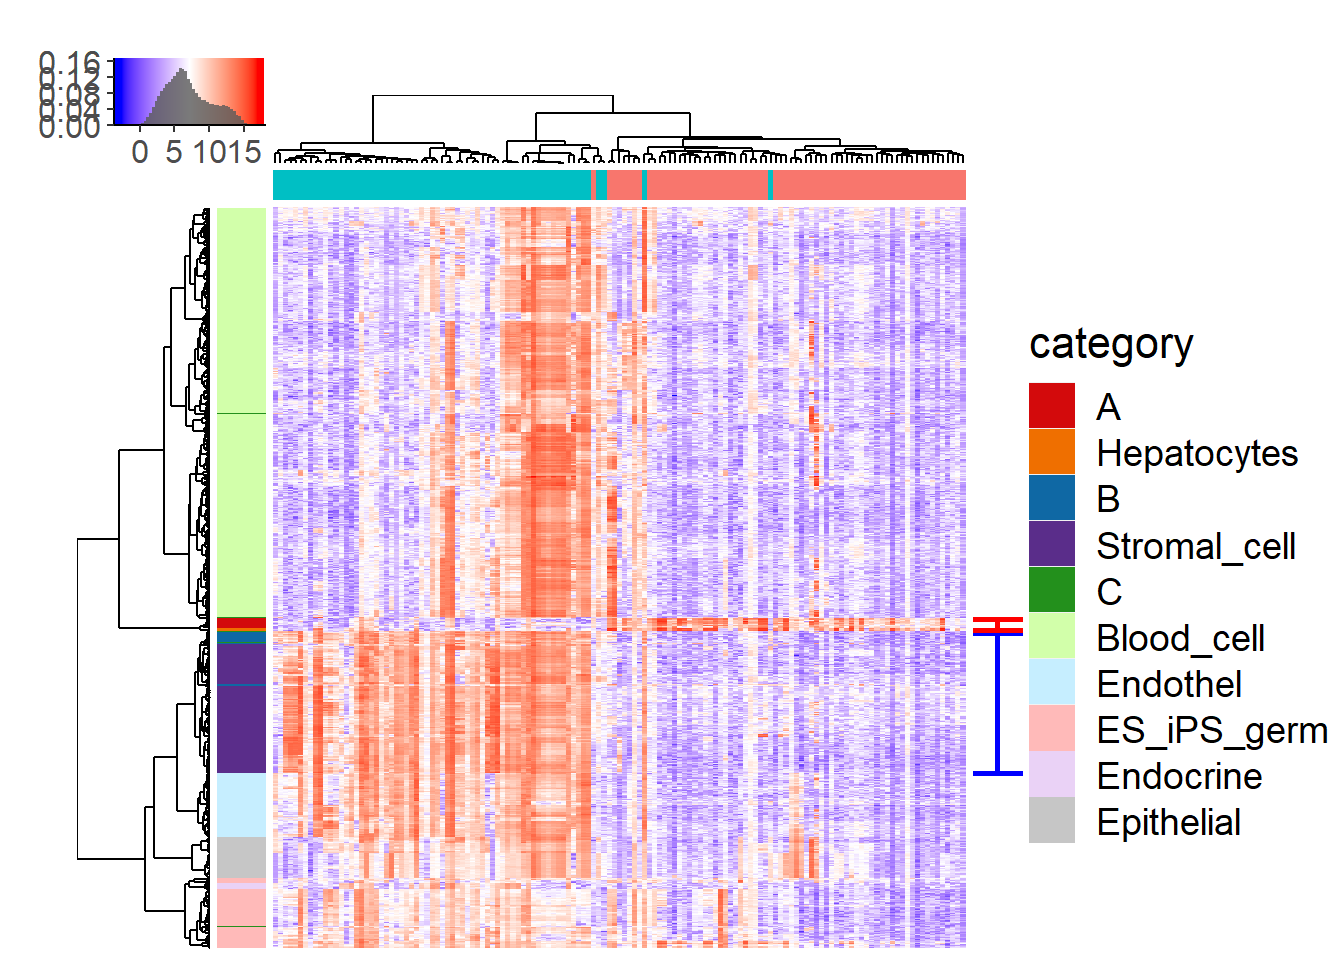 0.16
0.12
0.08
0.04
0.00
0 5 10 15
category
A
Hepatocytes
B
Stromal_cell
C
Blood_cell
Endothel
ES_iPS_germ
Endocrine
Epithelial